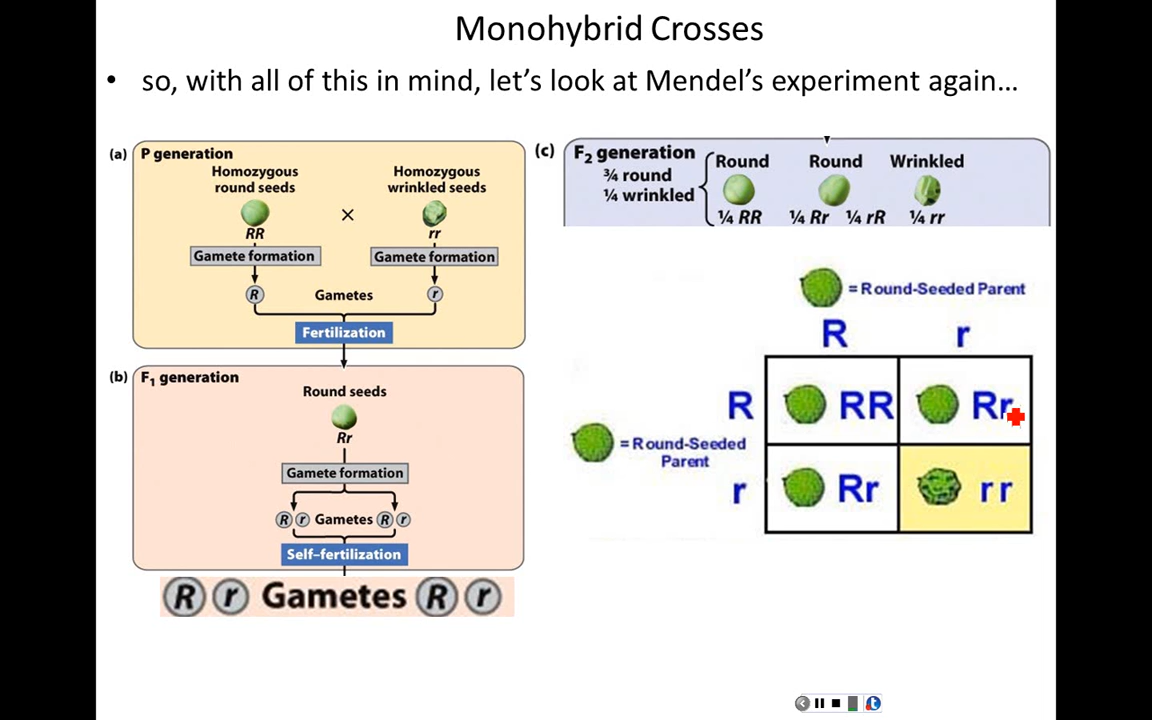 Monohybrid Crosses
• so, with all of this in mind, let's look at Mendel's experiment again…
(a) P generation
Homozygous
round seeds
Homozygous
wrinkled seeds
×
RR
rr
Gamete formation
Gamete formation
R
Gametes
r
Fertilization
(b) F1 generation
Round seeds
Rr
Gamete formation
R r Gametes R r
Self–fertilization
R r Gametes R r
(c) F2 generation
¾ round
¼ wrinkled
Round
Round
Wrinkled
¼ RR
¼ Rr ¼ rR
¼ rr
= Round-Seeded Parent
R r
= Round-Seeded
Parent
R RR Rr
r Rr rr